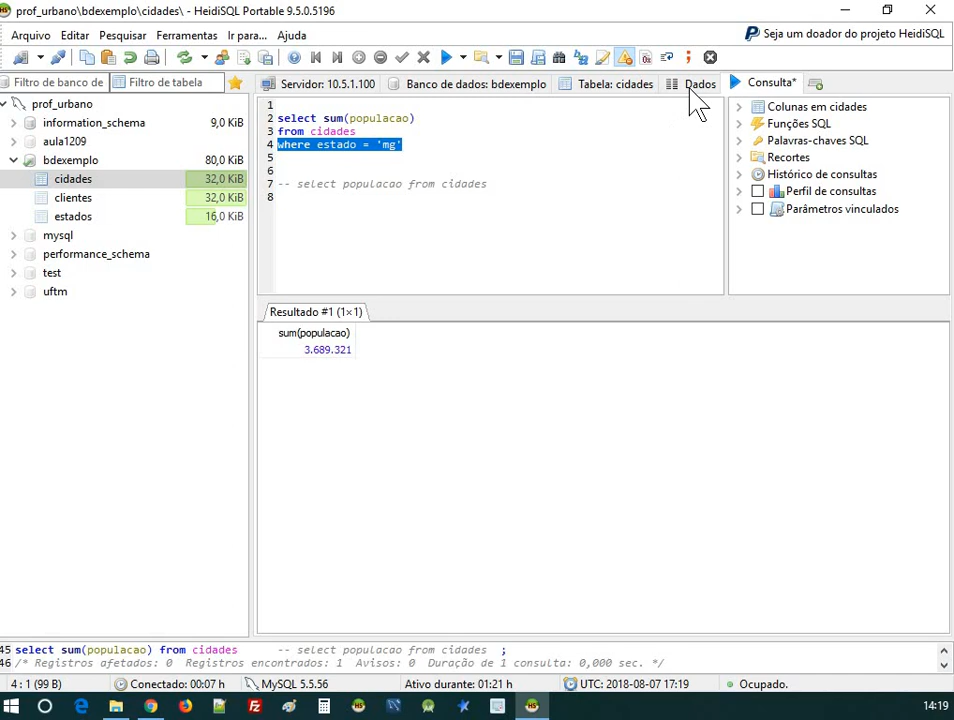 prof_urbano\bdexemplo\cidades\ - HeidiSQL Portable 9.5.0.5196
Arquivo Editar Pesquisar Ferramentas Ir para... Ajuda
Seja um doador do projeto HeidiSQL
Filtro de banco de Filtro de tabela
Servidor: 10.5.1.100 Banco de dados: bdexemplo Tabela: cidades Dados Consulta*
prof_urbano
information_schema 9,0 KiB
aula1209
bdexemplo 80,0 KiB
cidades 32,0 KiB
clientes 32,0 KiB
estados 16,0 KiB
mysql
performance_schema
test
uftm
1
2 select sum(populacao)
3 from cidades
4 where estado = 'mg'
5
6
7 -- select populacao from cidades
8
Colunas em cidades
Funções SQL
Palavras-chaves SQL
Recortes
Histórico de consultas
Perfil de consultas
Parâmetros vinculados
Resultado #1 (1×1)
sum(populacao)
3.689.321
45 select sum(populacao) from cidades -- select populacao from cidades ;
46 /* Registros afetados: 0 Registros encontrados: 1 Avisos: 0 Duração de 1 consulta: 0,000 sec. */
4 : 1 (99 B) Conectado: 00:07 h MySQL 5.5.56 Ativo durante: 01:21 h UTC: 2018-08-07 17:19 Ocupado.
14:19